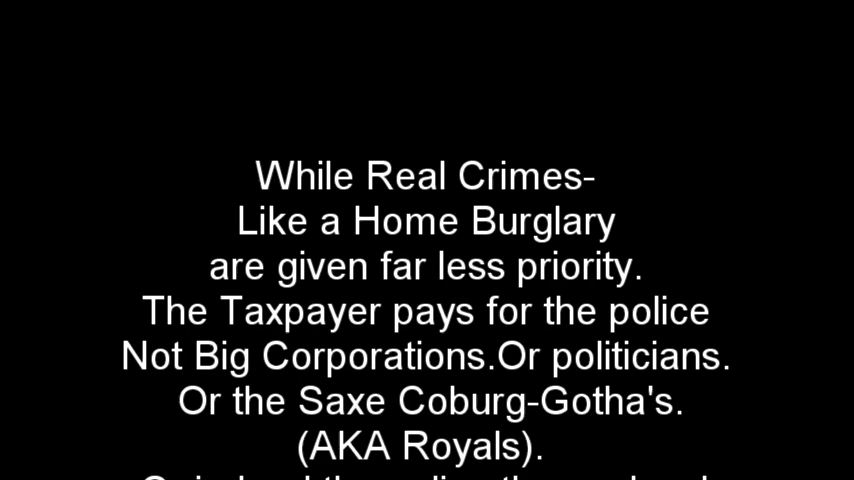 While Real Crimes-
Like a Home Burglary
are given far less priority.
The Taxpayer pays for the police
Not Big Corporations.Or politicians.
Or the Saxe Coburg-Gotha's.
(AKA Royals).